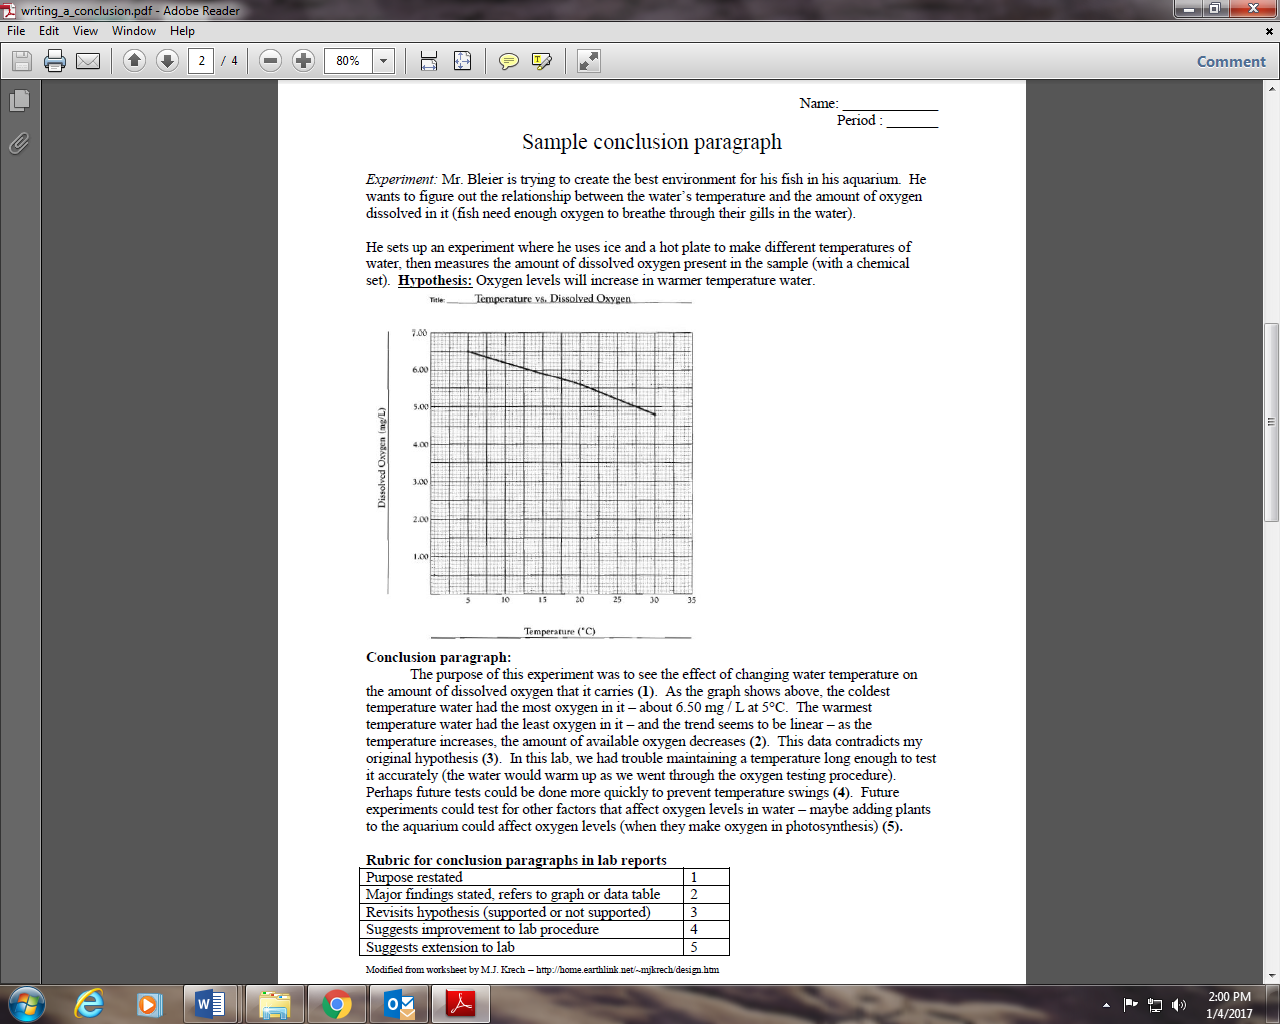 writing_a_conclusion.pdf - Adobe Reader
File Edit View Window Help
2 / 4 80% Comment
Name: _____________
Period : _______
Sample conclusion paragraph
Experiment: Mr. Bleier is trying to create the best environment for his fish in his aquarium. He
wants to figure out the relationship between the water's temperature and the amount of oxygen
dissolved in it (fish need enough oxygen to breathe through their gills in the water).
He sets up an experiment where he uses ice and a hot plate to make different temperatures of
water, then measures the amount of dissolved oxygen present in the sample (with a chemical
set). Hypothesis: Oxygen levels will increase in warmer temperature water.
Title: Temperature vs. Dissolved Oxygen
7.00
6.00
5.00
4.00
3.00
2.00
1.00
Dissolved Oxygen (mg/L)
5 10 15 20 25 30 35
Temperature (°C)
Conclusion paragraph:
The purpose of this experiment was to see the effect of changing water temperature on
the amount of dissolved oxygen that it carries (1). As the graph shows above, the coldest
temperature water had the most oxygen in it – about 6.50 mg / L at 5°C. The warmest
temperature water had the least oxygen in it – and the trend seems to be linear – as the
temperature increases, the amount of available oxygen decreases (2). This data contradicts my
original hypothesis (3). In this lab, we had trouble maintaining a temperature long enough to test
it accurately (the water would warm up as we went through the oxygen testing procedure).
Perhaps future tests could be done more quickly to prevent temperature swings (4). Future
experiments could test for other factors that affect oxygen levels in water – maybe adding plants
to the aquarium could affect oxygen levels (when they make oxygen in photosynthesis) (5).
Rubric for conclusion paragraphs in lab reports
Purpose restated 1
Major findings stated, refers to graph or data table 2
Revisits hypothesis (supported or not supported) 3
Suggests improvement to lab procedure 4
Suggests extension to lab 5
Modified from worksheet by M.J. Krech – http://home.earthlink.net/~mjkrech/design.htm
2:00 PM
1/4/2017